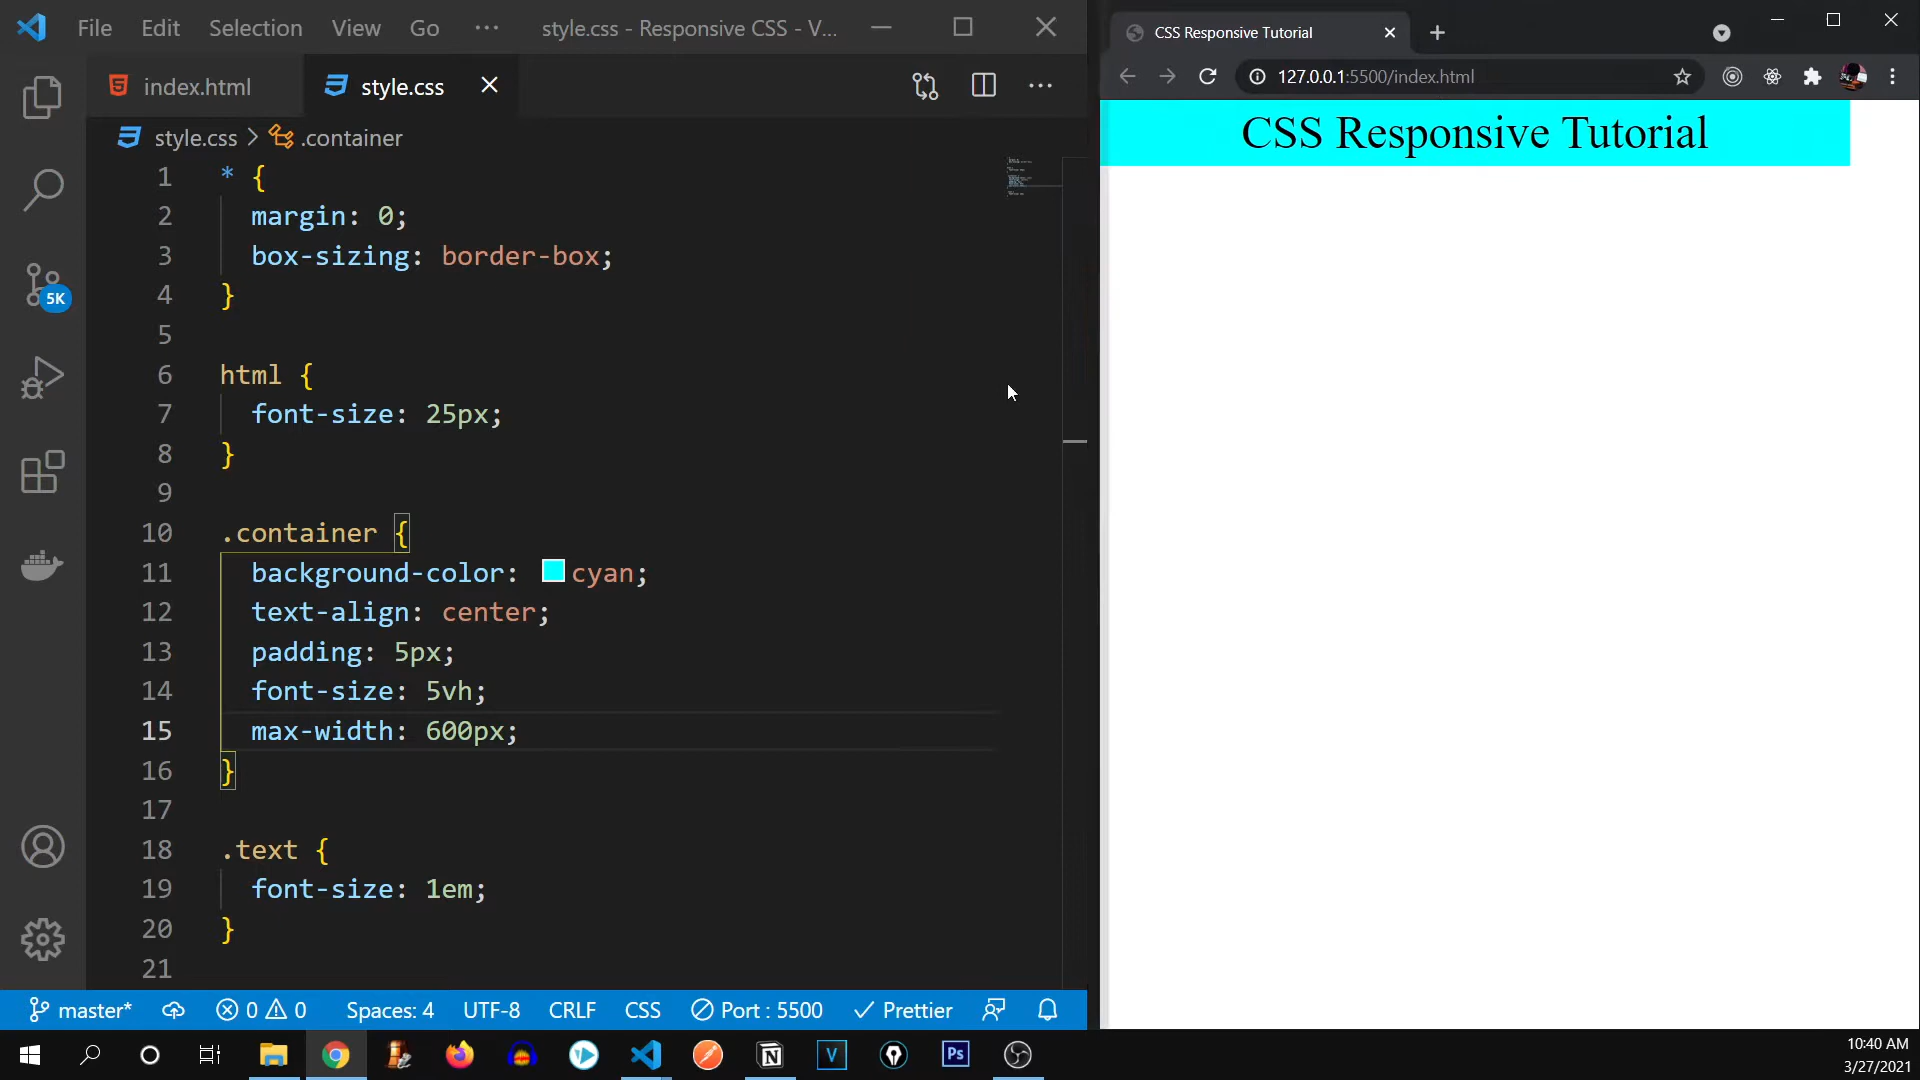 File Edit Selection View Go ··· style.css - Responsive CSS - V...
index.html style.css
style.css > .container
1 * {
2 margin: 0;
3 box-sizing: border-box;
4 }
5
6 html {
7 font-size: 25px;
8 }
9
10 .container {
11 background-color: cyan;
12 text-align: center;
13 padding: 5px;
14 font-size: 5vh;
15 max-width: 600px;
16 }
17
18 .text {
19 font-size: 1em;
20 }
21
5K
master* 0 0 Spaces: 4 UTF-8 CRLF CSS Port : 5500 Prettier
CSS Responsive Tutorial
127.0.0.1:5500/index.html
CSS Responsive Tutorial
N V Ps
10:40 AM
3/27/2021